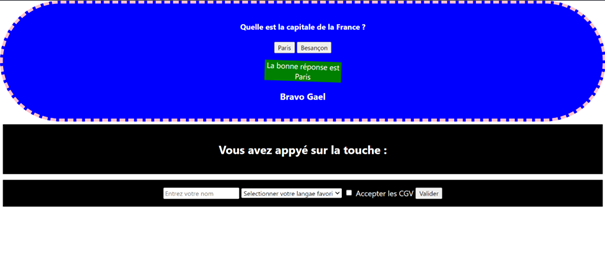 Quelle est la capitale de la France ?
Paris Besançon
La bonne réponse est
Paris
Bravo Gael
Vous avez appyé sur la touche :
Entrez votre nom Selectionner votre langae favori Accepter les CGV Valider